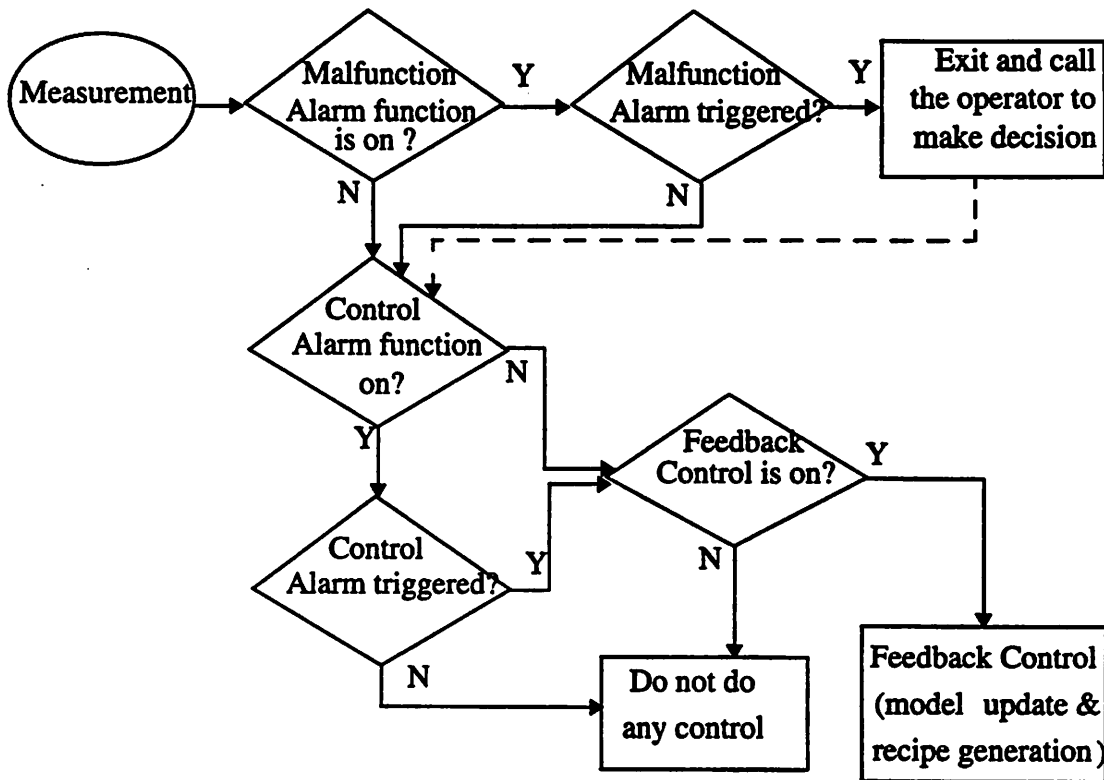 Measurement
Malfunction
Alarm function
is on ?
Y
N
Malfunction
Alarm triggered?
Y
N
Exit and call
the operator to
make decision
Control
Alarm function
on?
N
Y
Control
Alarm triggered?
Y
N
Feedback
Control is on?
Y
N
Do not do
any control
Feedback Control
(model update &
recipe generation)